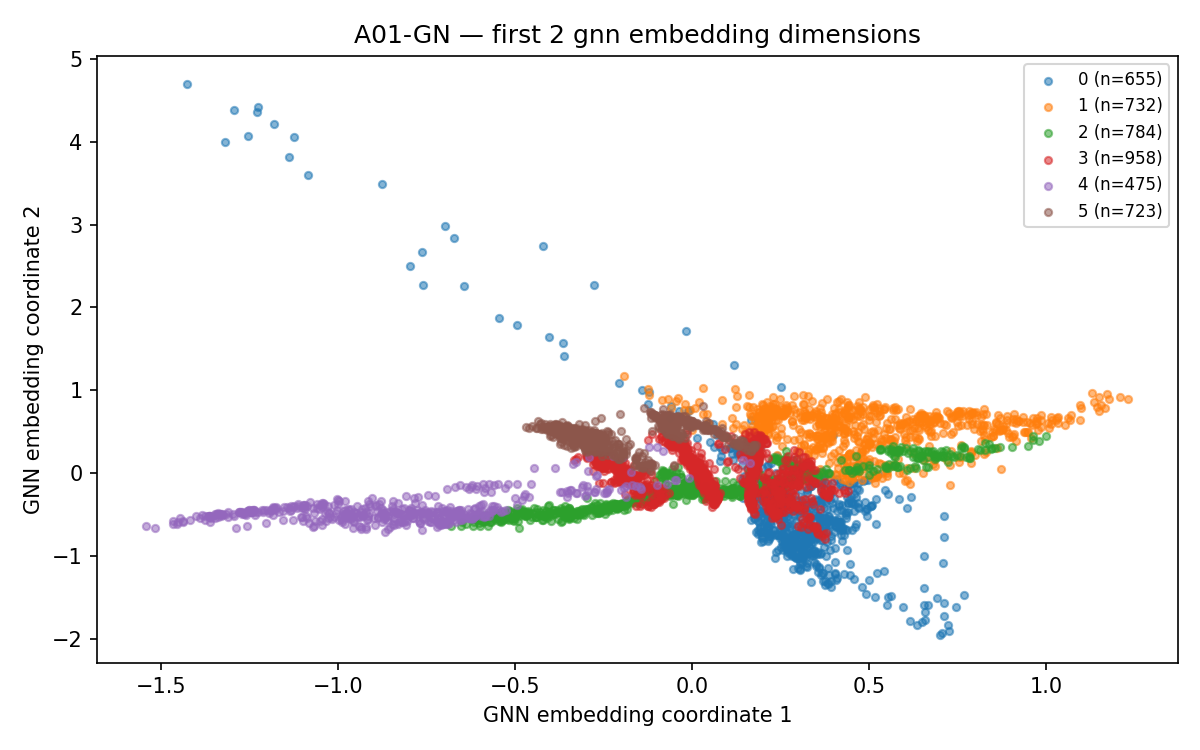 A01-GN — first 2 gnn embedding dimensions
0 (n=655)
1 (n=732)
2 (n=784)
3 (n=958)
4 (n=475)
5 (n=723)
GNN embedding coordinate 2
5
4
3
2
1
0
−1
−2
−1.5 −1.0 −0.5 0.0 0.5 1.0
GNN embedding coordinate 1